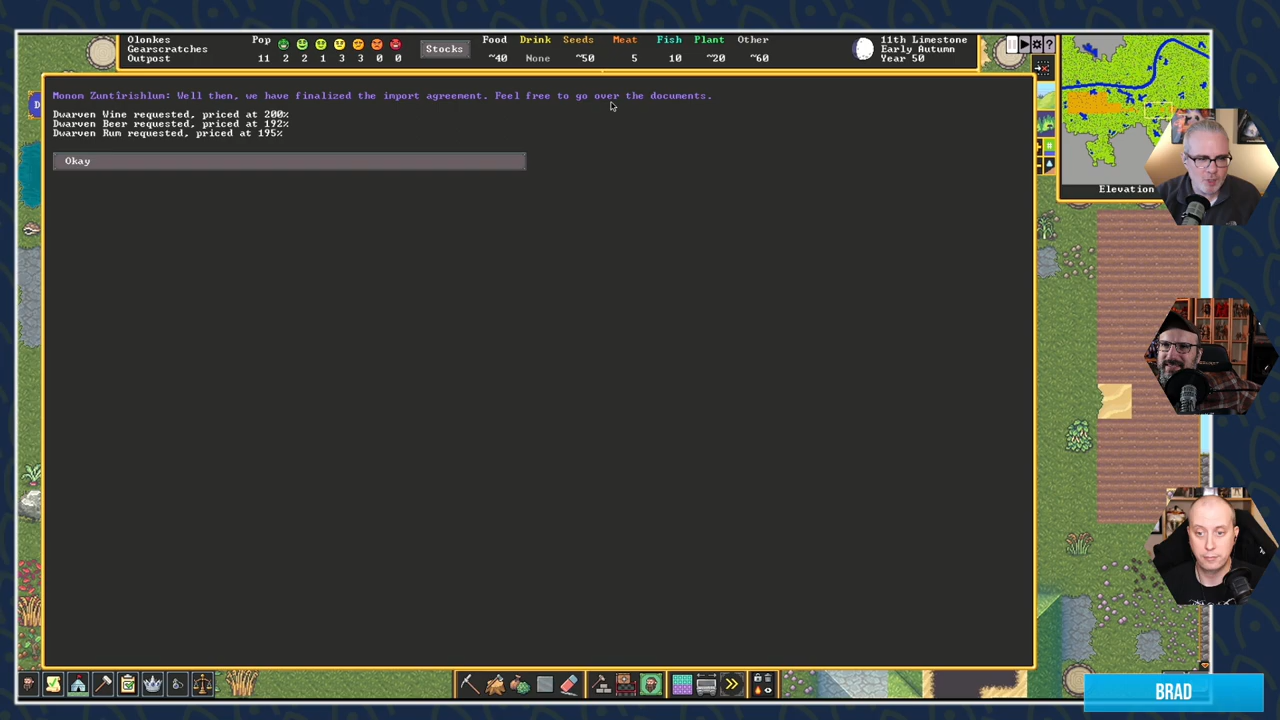 Olonkes
Gearscratches
Outpost
Pop
11 2 2 1 3 3 0 0
Stocks
Food Drink Seeds Meat Fish Plant Other
~40 None ~50 5 10 ~20 ~60
11th Limestone
Early Autumn
Year 50
Monom Zuntîrishlum: Well then, we have finalized the import agreement. Feel free to go over the documents.
Dwarven Wine requested, priced at 200%
Dwarven Beer requested, priced at 192%
Dwarven Rum requested, priced at 195%
Okay
Elevation
BRAD